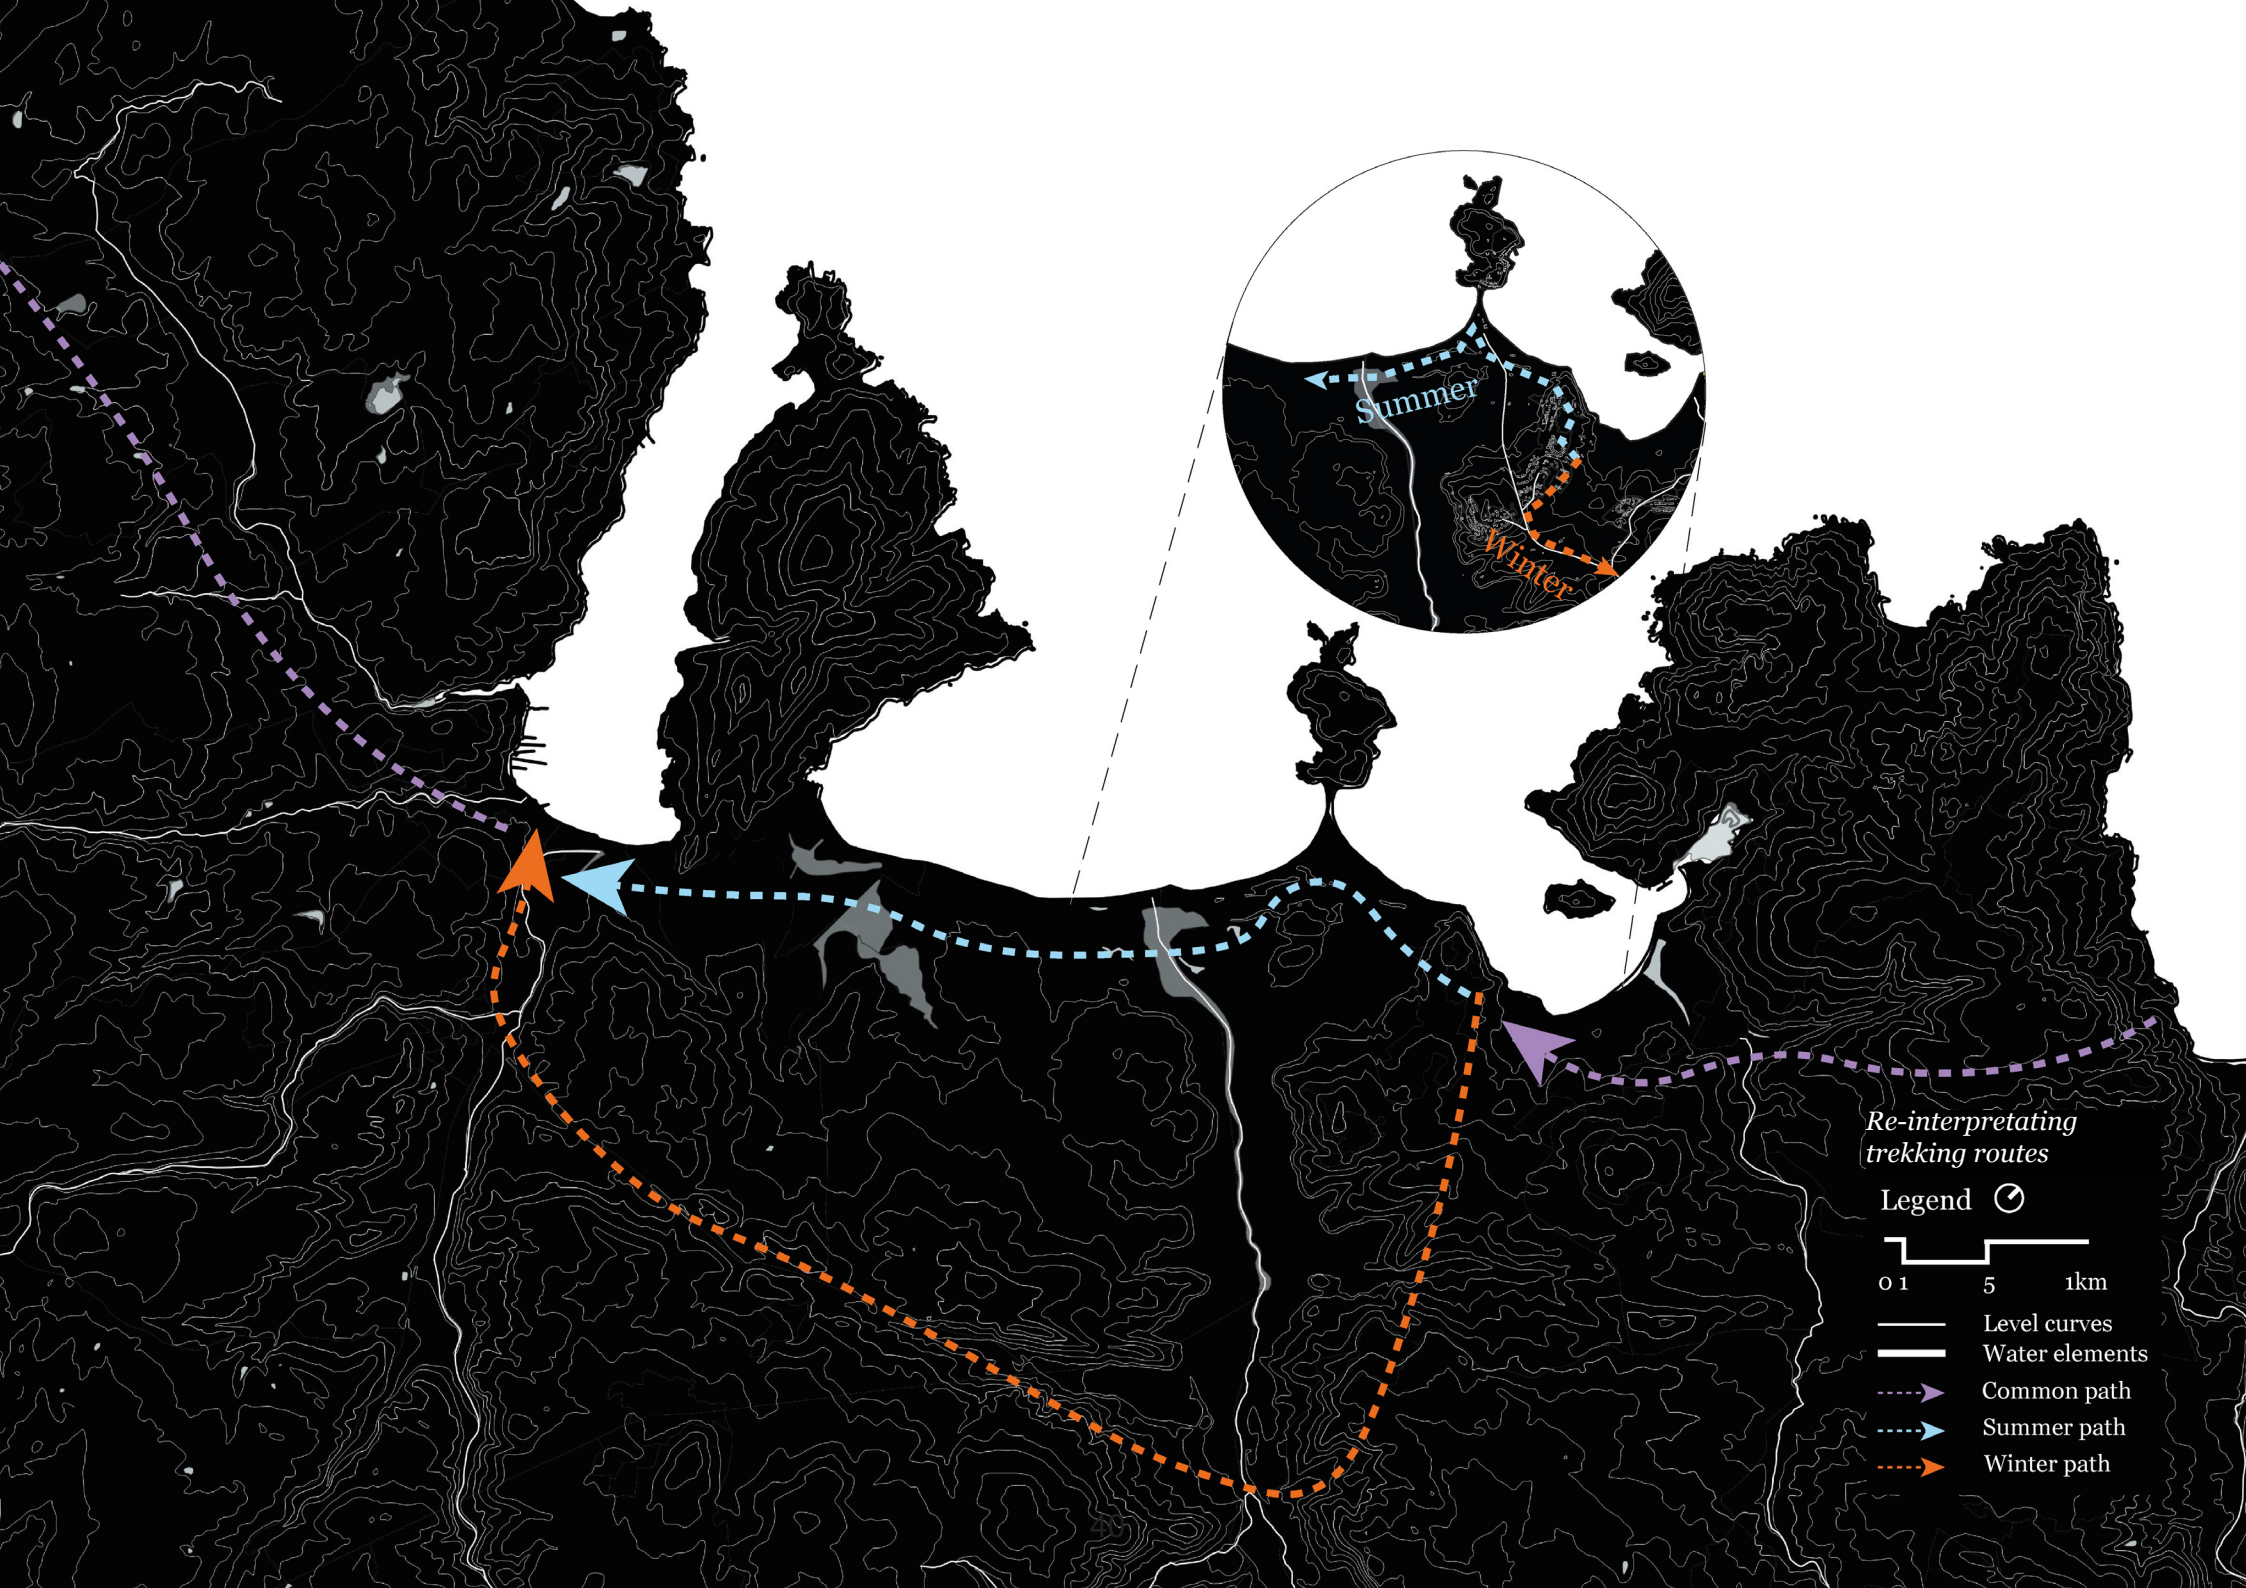 Summer
Winter
Re-interpretating
trekking routes
Legend
0 1 5 1km
Level curves
Water elements
Common path
Summer path
Winter path
40